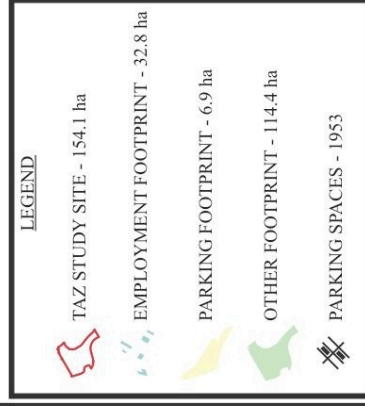 LEGEND
TAZ STUDY SITE - 154.1 ha
EMPLOYMENT FOOTPRINT - 32.8 ha
PARKING FOOTPRINT - 6.9 ha
OTHER FOOTPRINT - 114.4 ha
PARKING SPACES - 1953